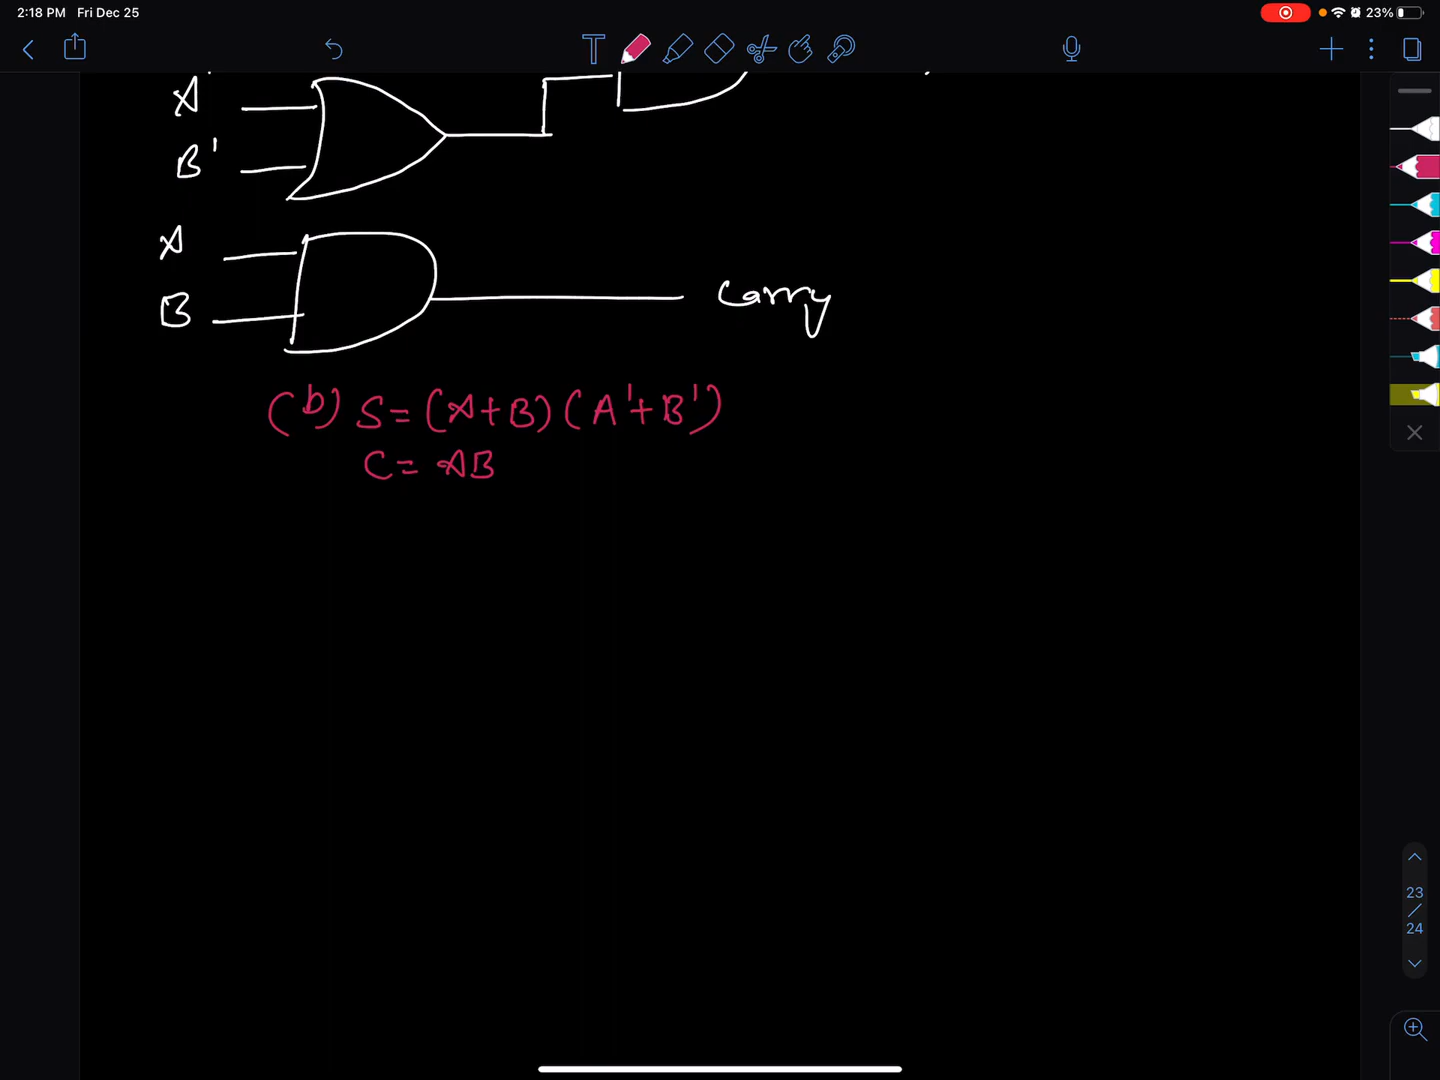 2:18 PM Fri Dec 25
23%
A'
B'
A
B
Carry
(b) S = (A+B) (A'+B')
C = AB
23
/
24